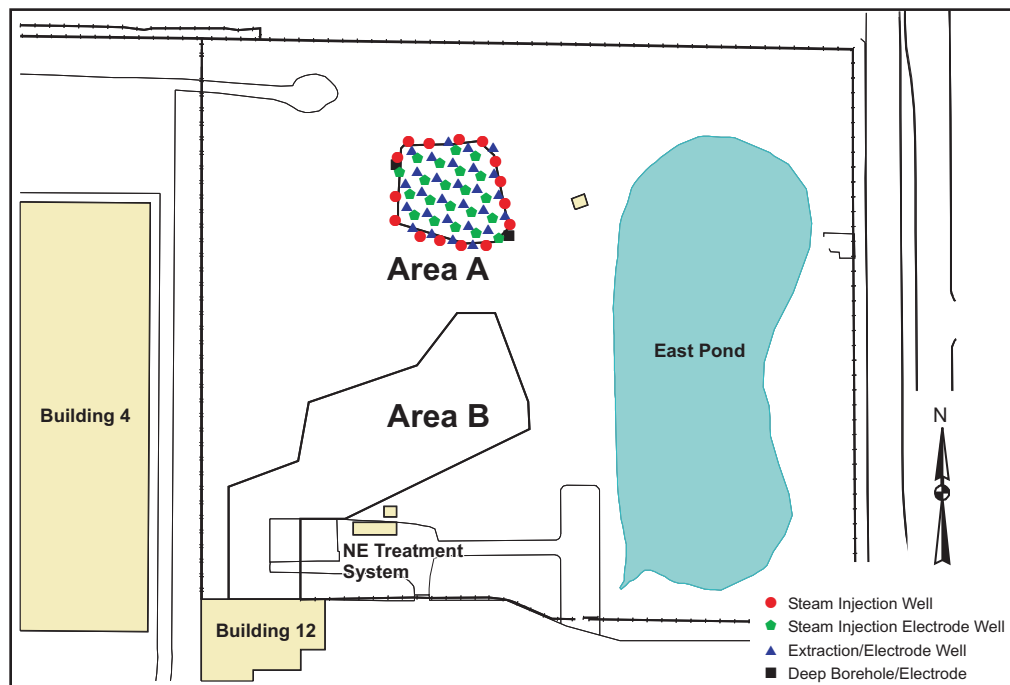 Area A
East Pond
Building 4
Area B
N
NE Treatment
System
Building 12
Steam Injection Well
Steam Injection Electrode Well
Extraction/Electrode Well
Deep Borehole/Electrode